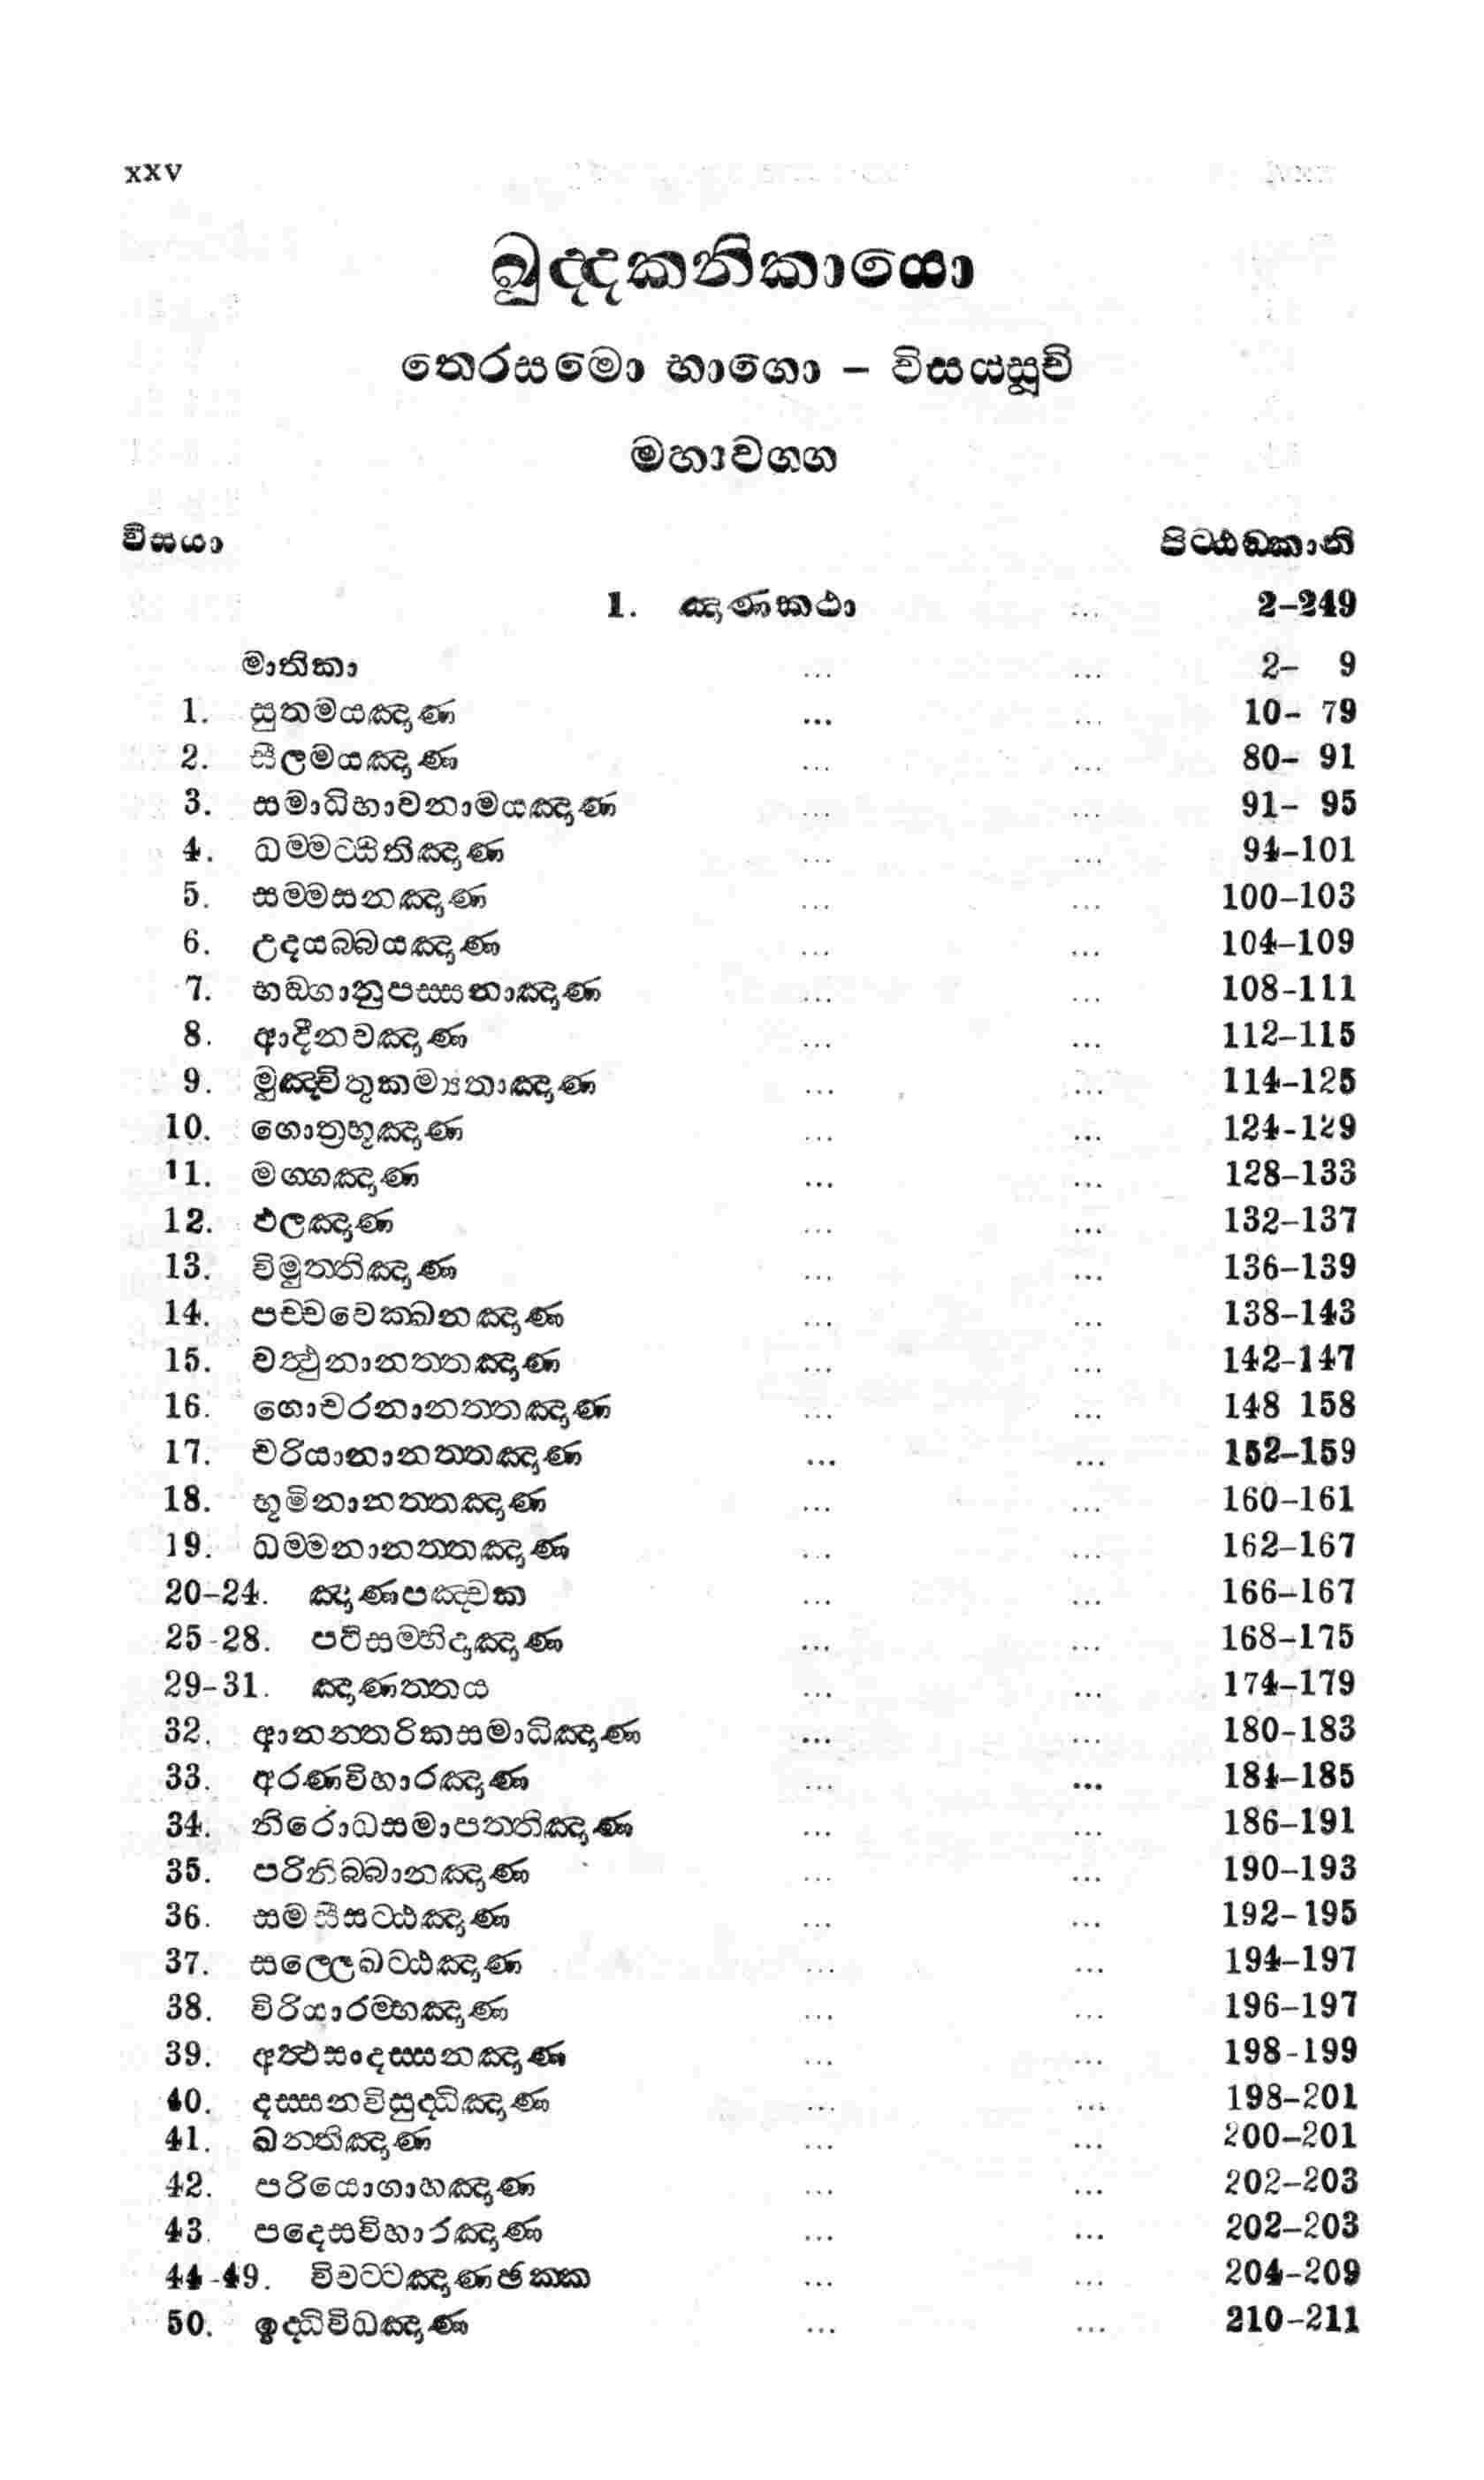 xxv
ඛුද්දකනිකායො
තෙරසමො භාගො – විසයසූචි
මහාවග්ග
විසයා පිට්ඨඞ්කානි
1. ඤාණකථා ... 2–249
මාතිකා ... ... 2– 9
1. සුතමයඤාණ ... ... 10– 79
2. සීලමයඤාණ ... ... 80– 91
3. සමාධිභාවනාමයඤාණ ... ... 91– 95
4. ධම්මට්ඨිතිඤාණ ... ... 94–101
5. සම්මසනඤාණ ... ... 100–103
6. උදයබ්බයඤාණ ... ... 104–109
7. භඞ්ගානුපස්සනාඤාණ ... ... 108-111
8. ආදීනවඤාණ ... ... 112–115
9. මුඤ්චිතුකම්‍යතාඤාණ ... ... 114–125
10. ගොත්‍රභූඤාණ ... ... 124-129
11. මග්ගඤාණ ... ... 128–133
12. ඵලඤාණ ... ... 132–137
13. විමුත්තිඤාණ ... ... 136–139
14. පච්චවෙක්ඛනඤාණ ... ... 138–143
15. වත්ථුනානත්තඤාණ ... ... 142–147
16. ගොචරනානත්තඤාණ ... ... 148 158
17. චරියානානත්තඤාණ ... ... 152–159
18. භූමිනානත්තඤාණ ... ... 160–161
19. ධම්මනානත්තඤාණ ... ... 162–167
20–24. ඤාණපඤ්චක ... ... 166–167
25-28. පටිසම්භිදාඤාණ ... ... 168–175
29-31. ඤාණත්තය ... ... 174–179
32. ආනන්තරිකසමාධිඤාණ ... ... 180–183
33. අරණවිහාරඤාණ ... ... 184–185
34. නිරොධසමාපත්තිඤාණ ... ... 186–191
35. පරිනිබ්බානඤාණ ... ... 190–193
36. සමසීසට්ඨඤාණ ... ... 192–195
37. සල්ලෙඛට්ඨඤාණ ... ... 194–197
38. විරියාරම්භඤාණ ... ... 196–197
39. අත්ථසංදස්සනඤාණ ... ... 198-199
40. දස්සනවිසුද්ධිඤාණ ... ... 198–201
41. ඛන්තිඤාණ ... ... 200–201
42. පරියොගාහඤාණ ... ... 202–203
43. පදෙසවිහාරඤාණ ... ... 202–203
44-49. විවට්ටඤාණඡක්ක ... ... 204–209
50. ඉද්ධිවිධඤාණ ... ... 210–211